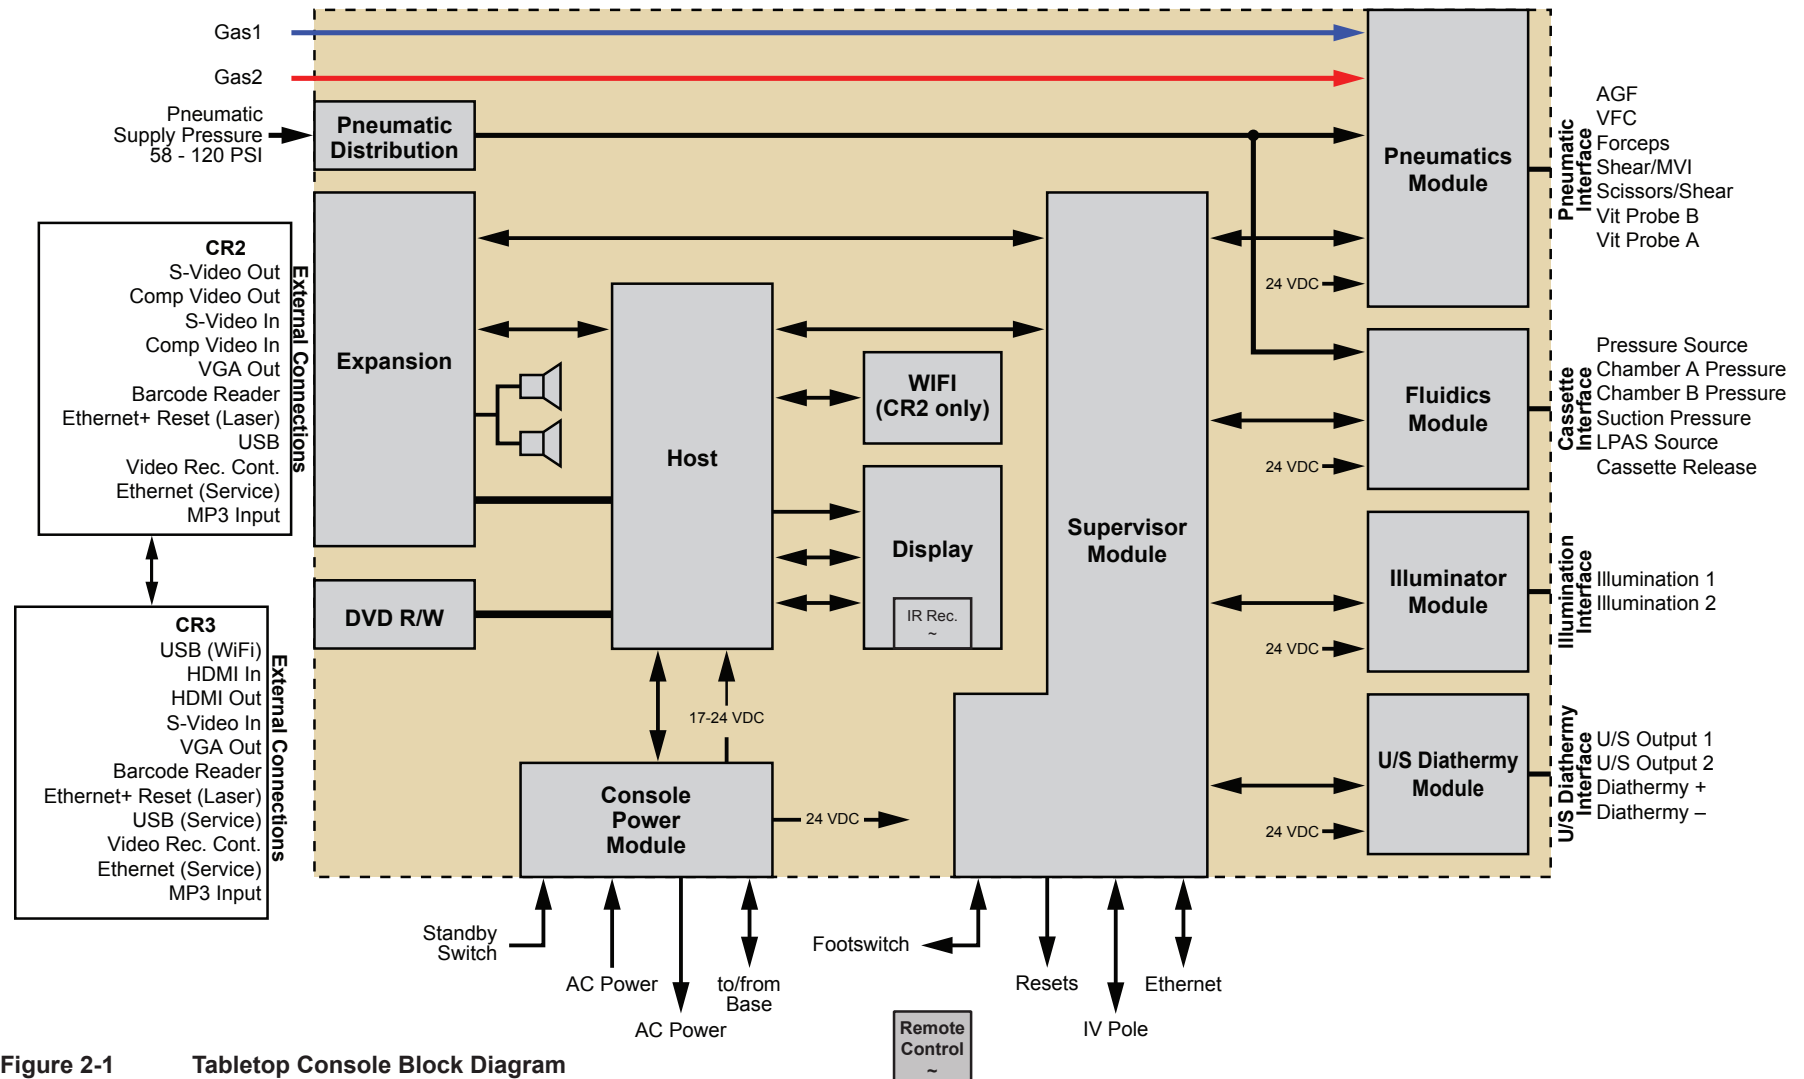 Gas1
Gas2
Pneumatic
Supply Pressure
58 - 120 PSI
Pneumatic
Distribution
CR2
S-Video Out
Comp Video Out
S-Video In
Comp Video In
VGA Out
Barcode Reader
Ethernet+ Reset (Laser)
USB
Video Rec. Cont.
Ethernet (Service)
MP3 Input
External Connections
CR3
USB (WiFi)
HDMI In
HDMI Out
S-Video In
VGA Out
Barcode Reader
Ethernet+ Reset (Laser)
USB (Service)
Video Rec. Cont.
Ethernet (Service)
MP3 Input
External Connections
Expansion
DVD R/W
Host
WIFI
(CR2 only)
Display
IR Rec.
~
17-24 VDC
Console
Power
Module
24 VDC
Supervisor
Module
Pneumatics
Module
24 VDC
Fluidics
Module
24 VDC
Illuminator
Module
24 VDC
U/S Diathermy
Module
24 VDC
Pneumatic
Interface
AGF
VFC
Forceps
Shear/MVI
Scissors/Shear
Vit Probe B
Vit Probe A
Cassette
Interface
Pressure Source
Chamber A Pressure
Chamber B Pressure
Suction Pressure
LPAS Source
Cassette Release
Illumination
Interface
Illumination 1
Illumination 2
U/S Diathermy
Interface
U/S Output 1
U/S Output 2
Diathermy +
Diathermy –
Standby
Switch
AC Power
AC Power
to/from
Base
Footswitch
Resets
IV Pole
Ethernet
Remote
Control
~
Figure 2-1 Tabletop Console Block Diagram